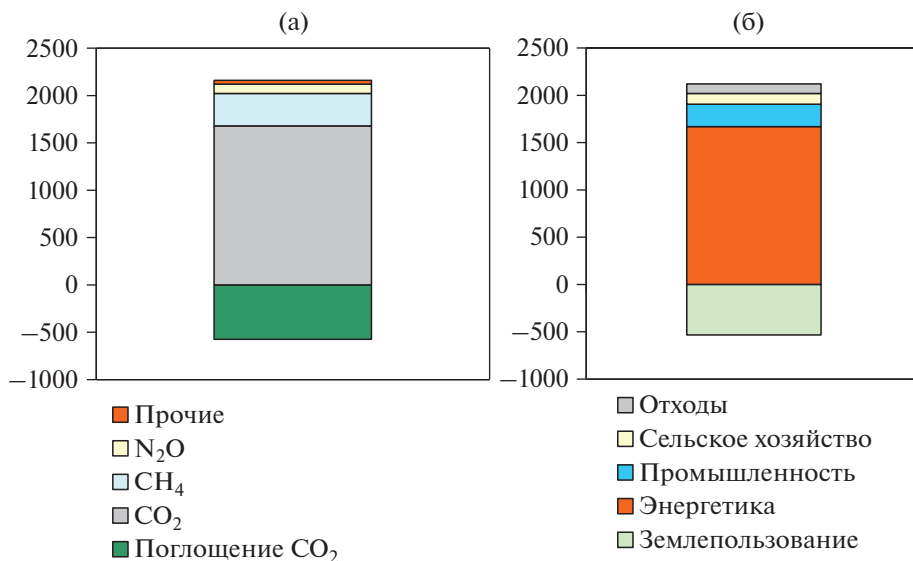 (а)
2500
2000
1500
1000
500
0
−500
−1000
Прочие
N₂O
CH₄
CO₂
Поглощение CO₂
(б)
2500
2000
1500
1000
500
0
−500
−1000
Отходы
Сельское хозяйство
Промышленность
Энергетика
Землепользование